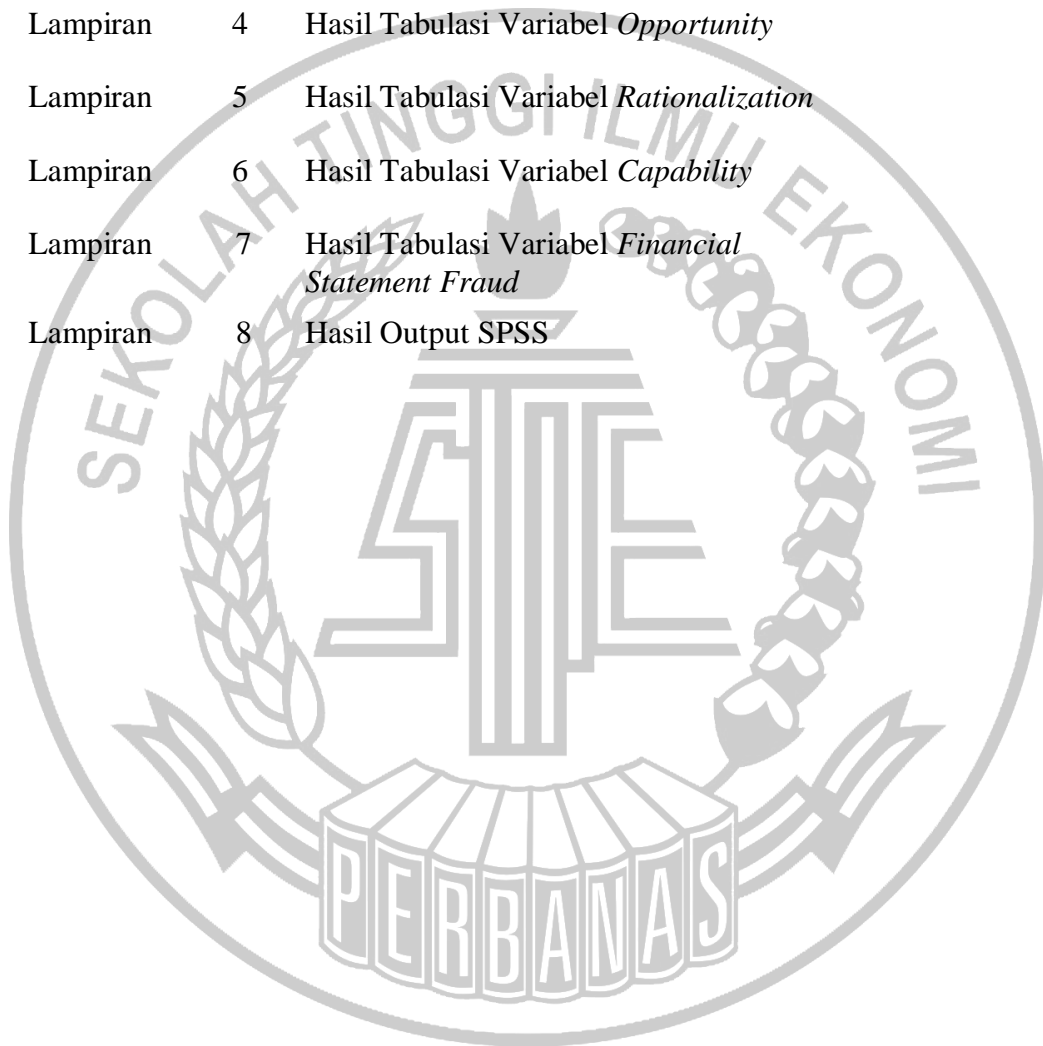 Lampiran 4 Hasil Tabulasi Variabel Opportunity
Lampiran 5 Hasil Tabulasi Variabel Rationalization
Lampiran 6 Hasil Tabulasi Variabel Capability
Lampiran 7 Hasil Tabulasi Variabel Financial
Statement Fraud
Lampiran 8 Hasil Output SPSS
SEKOLAH TINGGI ILMU EKONOMI
STIE
PERBANAS